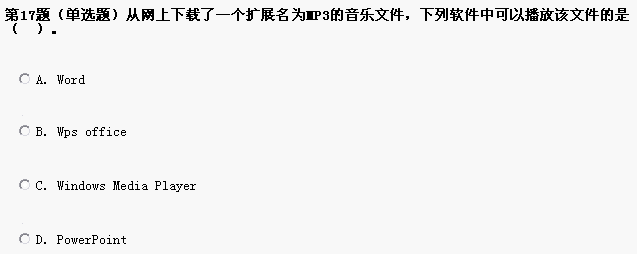 第17题（单选题）从网上下载了一个扩展名为MP3的音乐文件，下列软件中可以播放该文件的是
（ ）。
A. Word
B. Wps office
C. Windows Media Player
D. PowerPoint